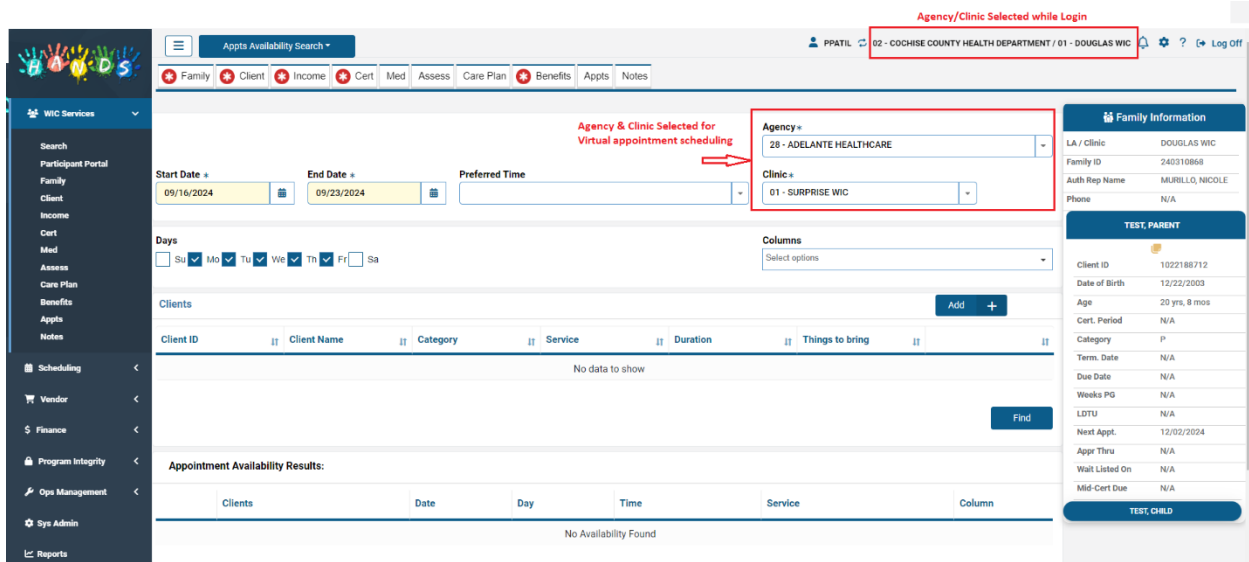 Agency/Clinic Selected while Login
HANDS
Appts Availability Search
PPATIL
02 - COCHISE COUNTY HEALTH DEPARTMENT / 01 - DOUGLAS WIC
? Log Off
Family Client Income Cert Med Assess Care Plan Benefits Appts Notes
WIC Services
Search
Participant Portal
Family
Client
Income
Cert
Med
Assess
Care Plan
Benefits
Appts
Notes
Scheduling
Vendor
$ Finance
Program Integrity
Ops Management
Sys Admin
Reports
Agency & Clinic Selected for
Virtual appointment scheduling
Agency*
28 - ADELANTE HEALTHCARE
Start Date * End Date * Preferred Time Clinic*
09/16/2024 09/23/2024 01 - SURPRISE WIC
Days Columns
Su Mo Tu We Th Fr Sa Select options
Clients Add +
Client ID Client Name Category Service Duration Things to bring
No data to show
Find
Appointment Availability Results:
Clients Date Day Time Service Column
No Availability Found
Family Information
LA / Clinic DOUGLAS WIC
Family ID 240310868
Auth Rep Name MURILLO, NICOLE
Phone N/A
TEST, PARENT
Client ID 1022188712
Date of Birth 12/22/2003
Age 20 yrs, 8 mos
Cert. Period N/A
Category P
Term. Date N/A
Due Date N/A
Weeks PG N/A
LDTU N/A
Next Appt. 12/02/2024
Appr Thru N/A
Wait Listed On N/A
Mid-Cert Due N/A
TEST, CHILD